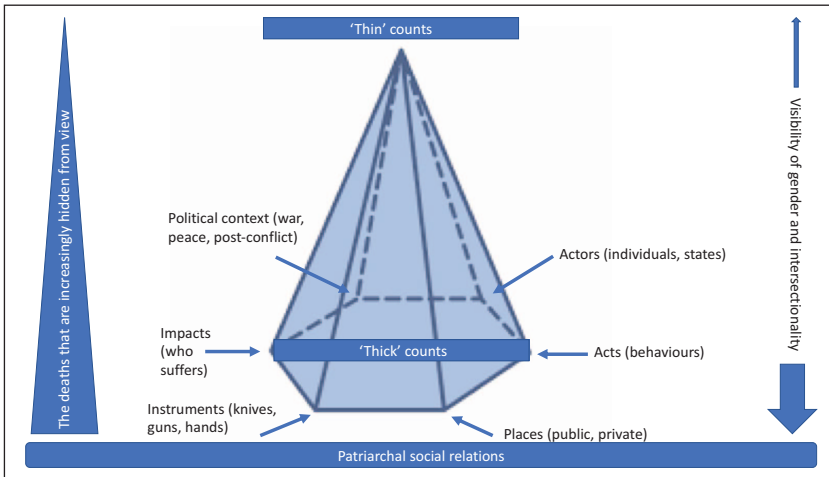 ‘Thin’ counts
The deaths that are increasingly hidden from view
Visibility of gender and intersectionality
Political context (war,
peace, post-conflict)
Actors (individuals, states)
Impacts
(who
suffers)
‘Thick’ counts
Acts (behaviours)
Instruments (knives,
guns, hands)
Places (public, private)
Patriarchal social relations